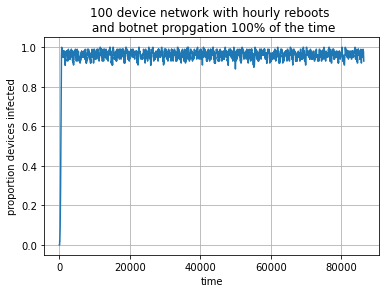 100 device network with hourly reboots
and botnet propgation 100% of the time
proportion devices infected
1.0
0.8
0.6
0.4
0.2
0.0
0 20000 40000 60000 80000
time